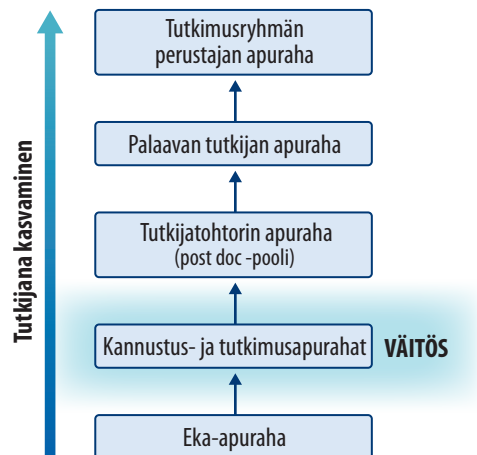 Tutkimusryhmän
perustajan apuraha
Palaavan tutkijan apuraha
Tutkijatohtorin apuraha
(post doc -pooli)
Kannustus- ja tutkimusapurahat
VÄITÖS
Eka-apuraha
Tutkijana kasvaminen